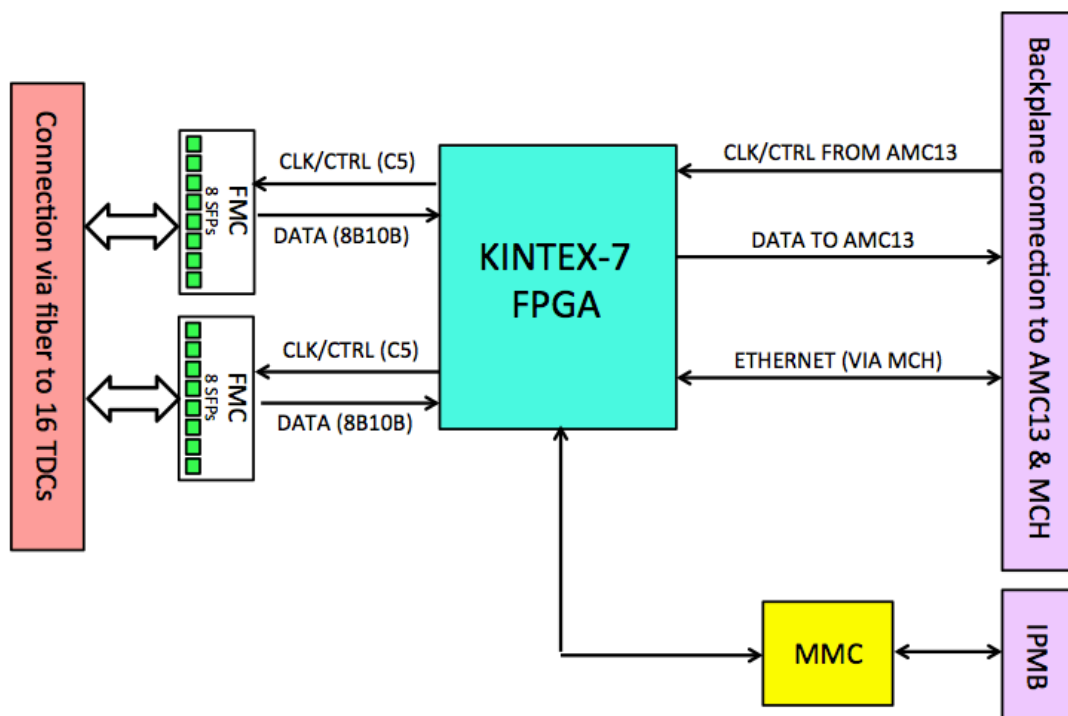 Connection via fiber to 16 TDCs
FMC
8 SFPs
CLK/CTRL (C5)
DATA (8B10B)
FMC
8 SFPs
CLK/CTRL (C5)
DATA (8B10B)
KINTEX-7
FPGA
CLK/CTRL FROM AMC13
DATA TO AMC13
ETHERNET (VIA MCH)
Backplane connection to AMC13 & MCH
MMC
IPMB